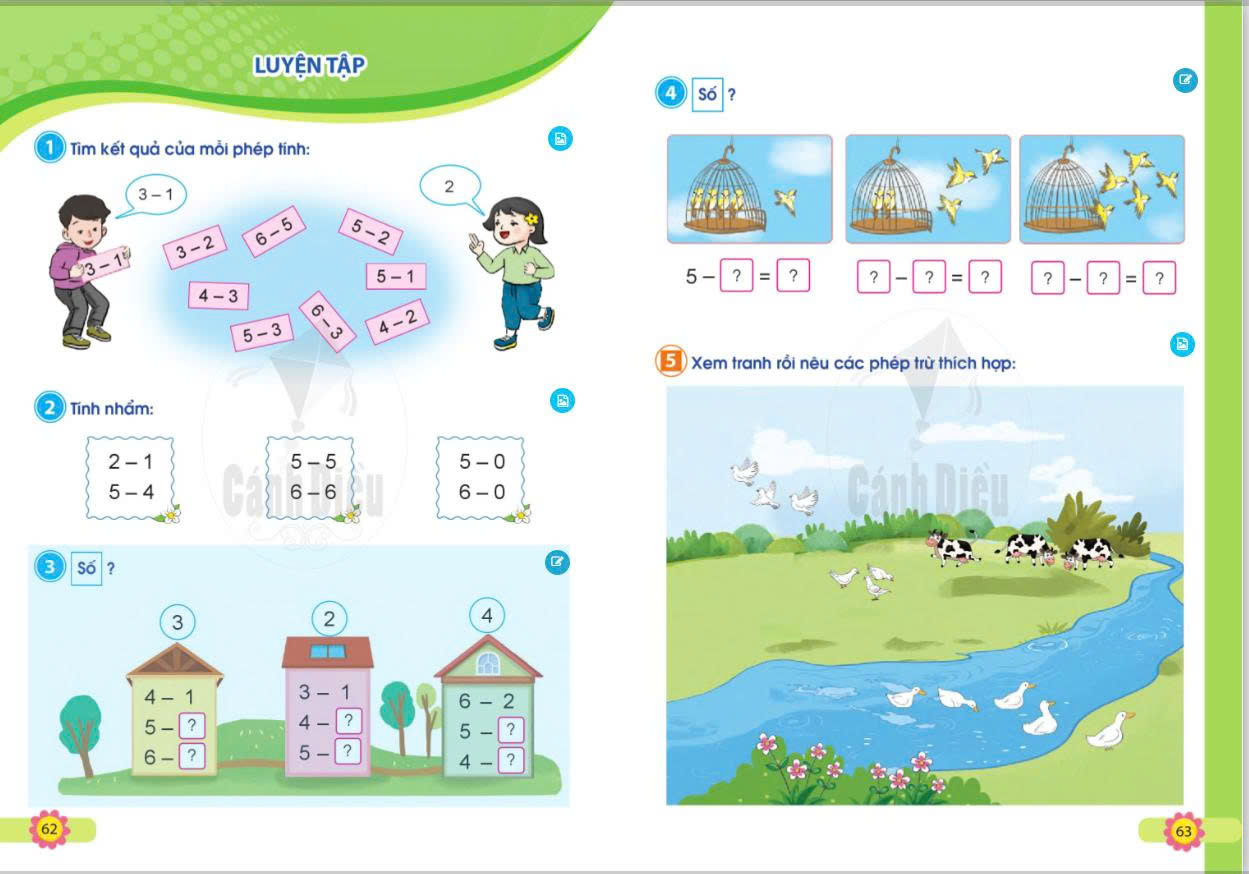 LUYỆN TẬP
1 Tìm kết quả của mỗi phép tính:
3 – 1
2
3 – 1
3 – 2
6 – 5
5 – 2
5 – 1
4 – 3
5 – 3
6 – 3
4 – 2
2 Tính nhẩm:
2 – 1
5 – 4
5 – 5
6 – 6
5 – 0
6 – 0
3 Số ?
3
4 – 1
5 – ?
6 – ?
2
3 – 1
4 – ?
5 – ?
4
6 – 2
5 – ?
4 – ?
Cánh Diều
62
4 Số ?
5 – ? = ?
? – ? = ?
? – ? = ?
5 Xem tranh rồi nêu các phép trừ thích hợp:
Cánh Diều
63